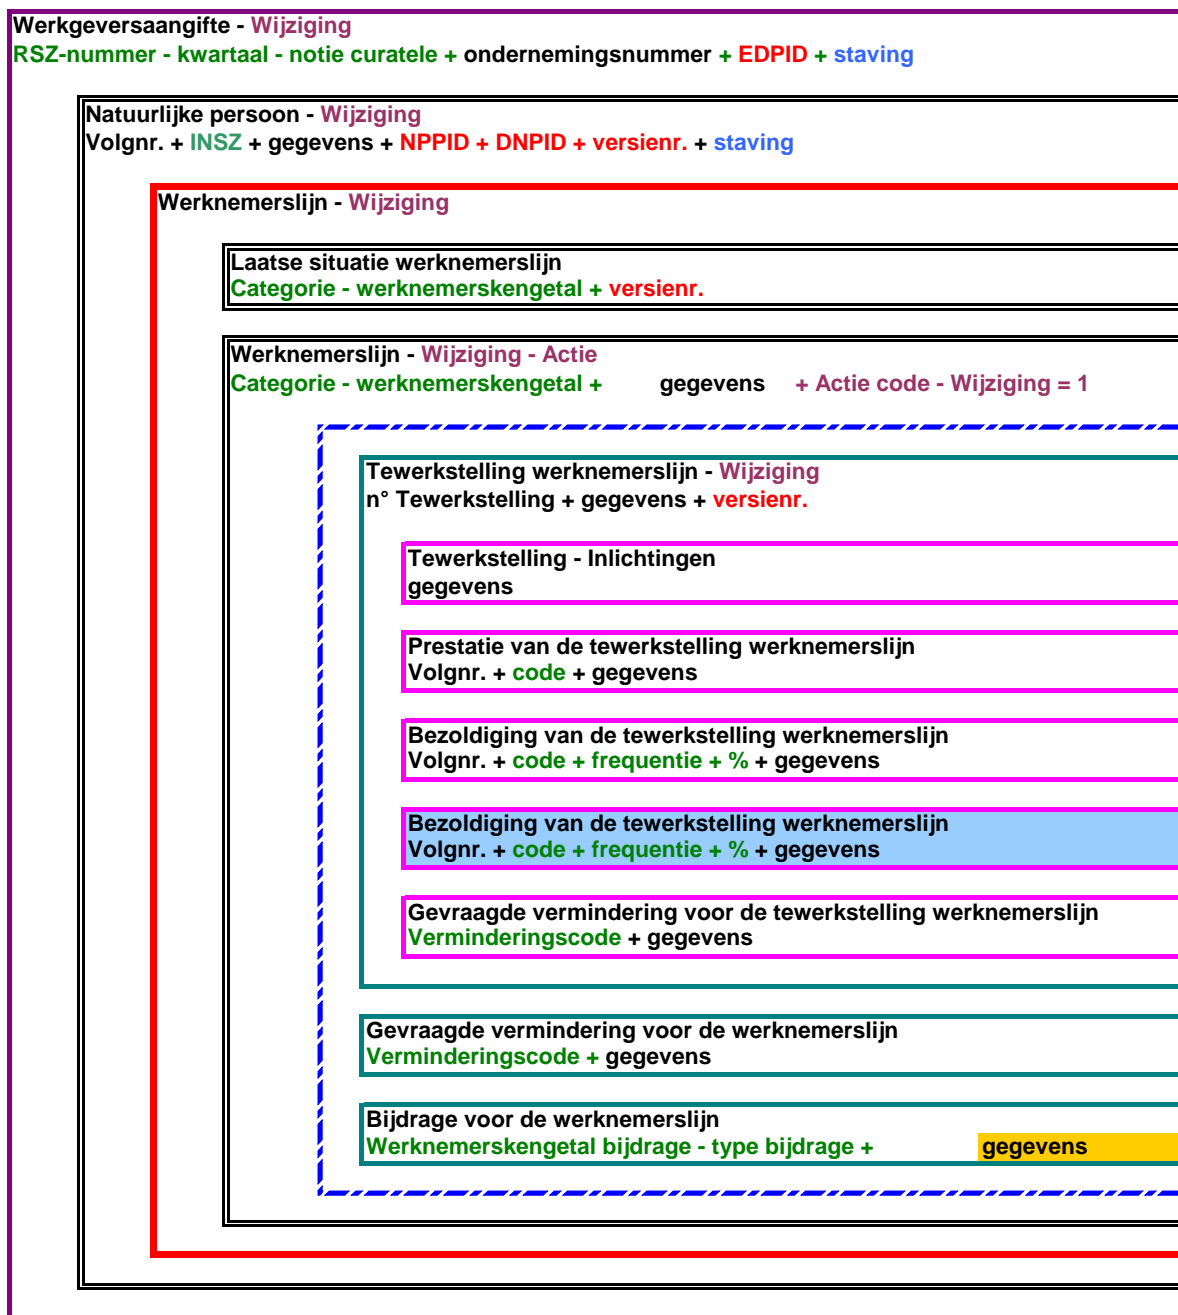 Werkgeversaangifte - Wijziging
RSZ-nummer - kwartaal - notie curatele + ondernemingsnummer + EDPID + staving
Natuurlijke persoon - Wijziging
Volgnr. + INSZ + gegevens + NPPID + DNPID + versienr. + staving
Werknemerslijn - Wijziging
Laatse situatie werknemerslijn
Categorie - werknemerskengetal + versienr.
Werknemerslijn - Wijziging - Actie
Categorie - werknemerskengetal + gegevens + Actie code - Wijziging = 1
Tewerkstelling werknemerslijn - Wijziging
n° Tewerkstelling + gegevens + versienr.
Tewerkstelling - Inlichtingen
gegevens
Prestatie van de tewerkstelling werknemerslijn
Volgnr. + code + gegevens
Bezoldiging van de tewerkstelling werknemerslijn
Volgnr. + code + frequentie + % + gegevens
Bezoldiging van de tewerkstelling werknemerslijn
Volgnr. + code + frequentie + % + gegevens
Gevraagde vermindering voor de tewerkstelling werknemerslijn
Verminderingscode + gegevens
Gevraagde vermindering voor de werknemerslijn
Verminderingscode + gegevens
Bijdrage voor de werknemerslijn
Werknemerskengetal bijdrage - type bijdrage + gegevens